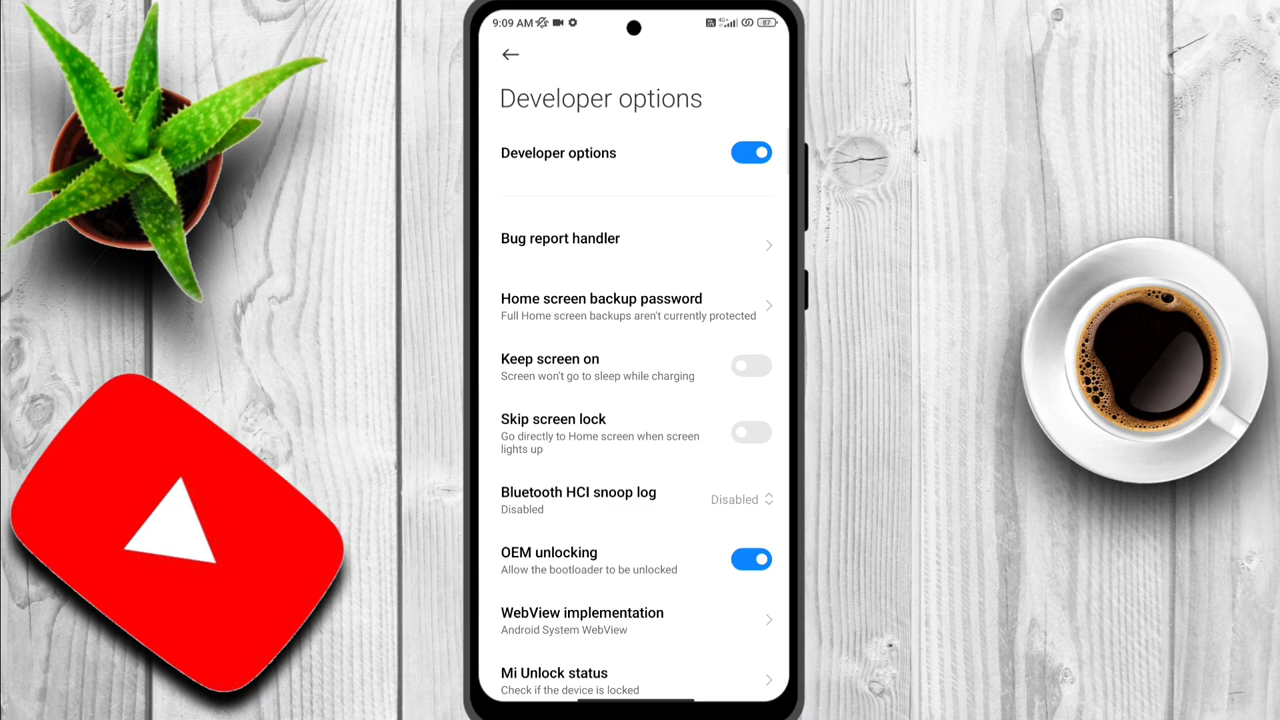 9:09 AM
4G+
87
Developer options
Developer options
Bug report handler
Home screen backup password
Full Home screen backups aren't currently protected
Keep screen on
Screen won't go to sleep while charging
Skip screen lock
Go directly to Home screen when screen
lights up
Bluetooth HCI snoop log
Disabled
Disabled
OEM unlocking
Allow the bootloader to be unlocked
WebView implementation
Android System WebView
Mi Unlock status
Check if the device is locked